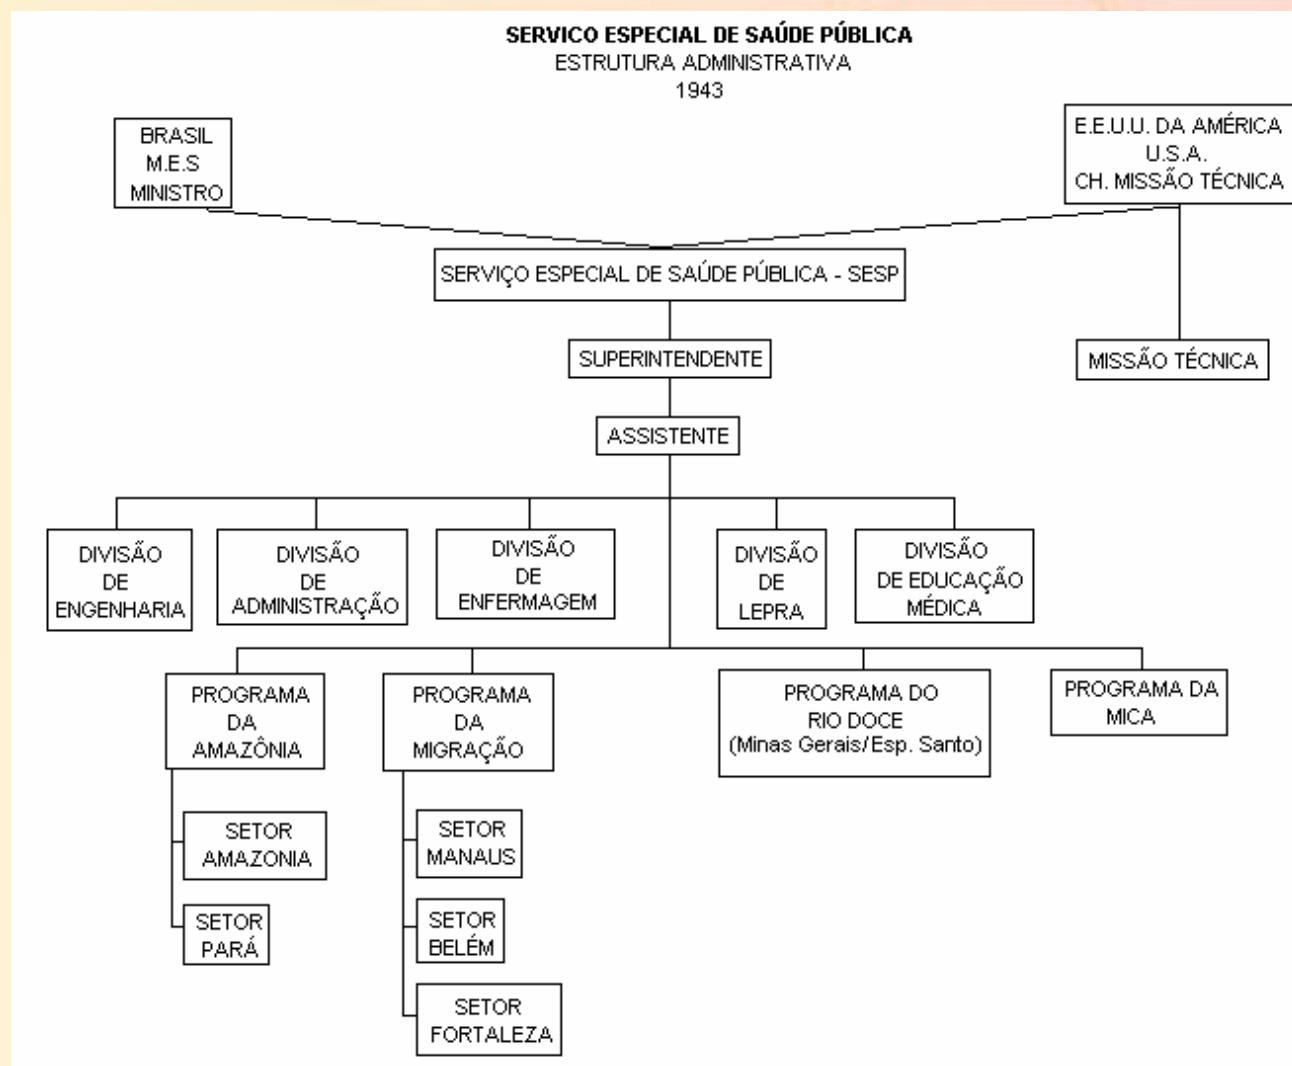 SERVICO ESPECIAL DE SAÚDE PÚBLICA
ESTRUTURA ADMINISTRATIVA
1943
BRASIL
M.E.S
MINISTRO
E.E.U.U. DA AMÉRICA
U.S.A.
CH. MISSÃO TÉCNICA
SERVIÇO ESPECIAL DE SAÚDE PÚBLICA - SESP
SUPERINTENDENTE
MISSÃO TÉCNICA
ASSISTENTE
DIVISÃO
DE
ENGENHARIA
DIVISÃO
DE
ADMINISTRAÇÃO
DIVISÃO
DE
ENFERMAGEM
DIVISÃO
DE
LEPRA
DIVISÃO
DE EDUCAÇÃO
MÉDICA
PROGRAMA
DA
AMAZÔNIA
PROGRAMA
DA
MIGRAÇÃO
PROGRAMA DO
RIO DOCE
(Minas Gerais/Esp. Santo)
PROGRAMA DA
MICA
SETOR
AMAZONIA
SETOR
PARÁ
SETOR
MANAUS
SETOR
BELÉM
SETOR
FORTALEZA